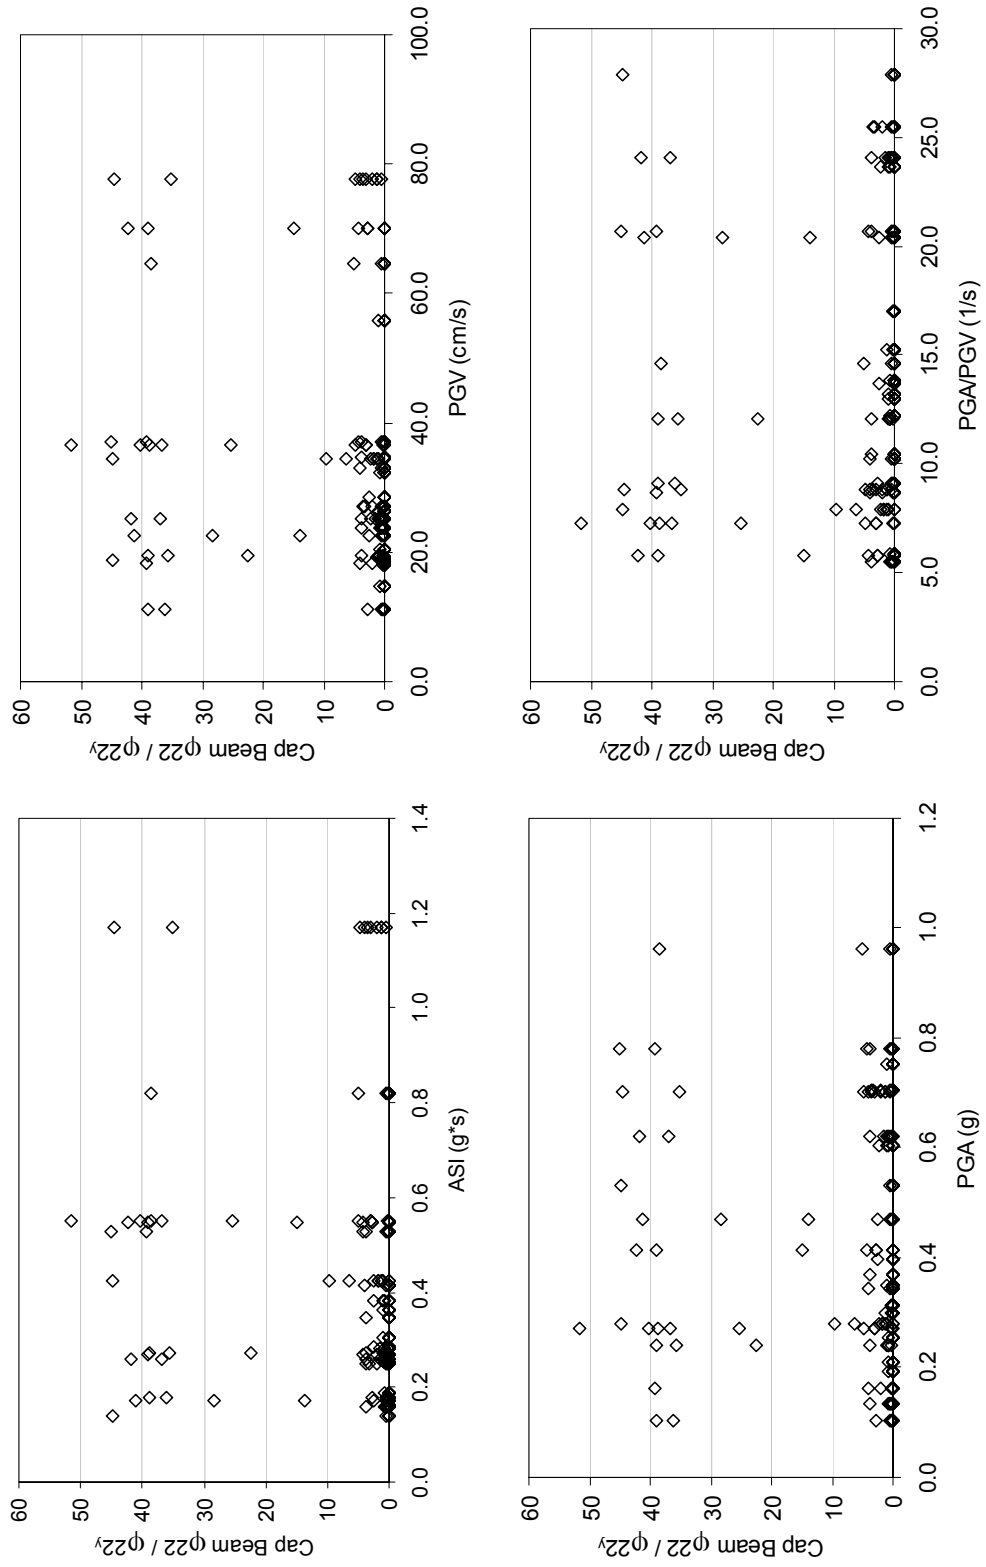 Cap Beam φ22 / φ22y
60
50
40
30
20
10
0
0.0 0.2 0.4 0.6 0.8 1.0 1.2 1.4
ASI (g*s)
Cap Beam φ22 / φ22y
60
50
40
30
20
10
0
0.0 20.0 40.0 60.0 80.0 100.0
PGV (cm/s)
Cap Beam φ22 / φ22y
60
50
40
30
20
10
0
0.0 0.2 0.4 0.6 0.8 1.0 1.2
PGA (g)
Cap Beam φ22 / φ22y
60
50
40
30
20
10
0
0.0 5.0 10.0 15.0 20.0 25.0 30.0
PGA/PGV (1/s)